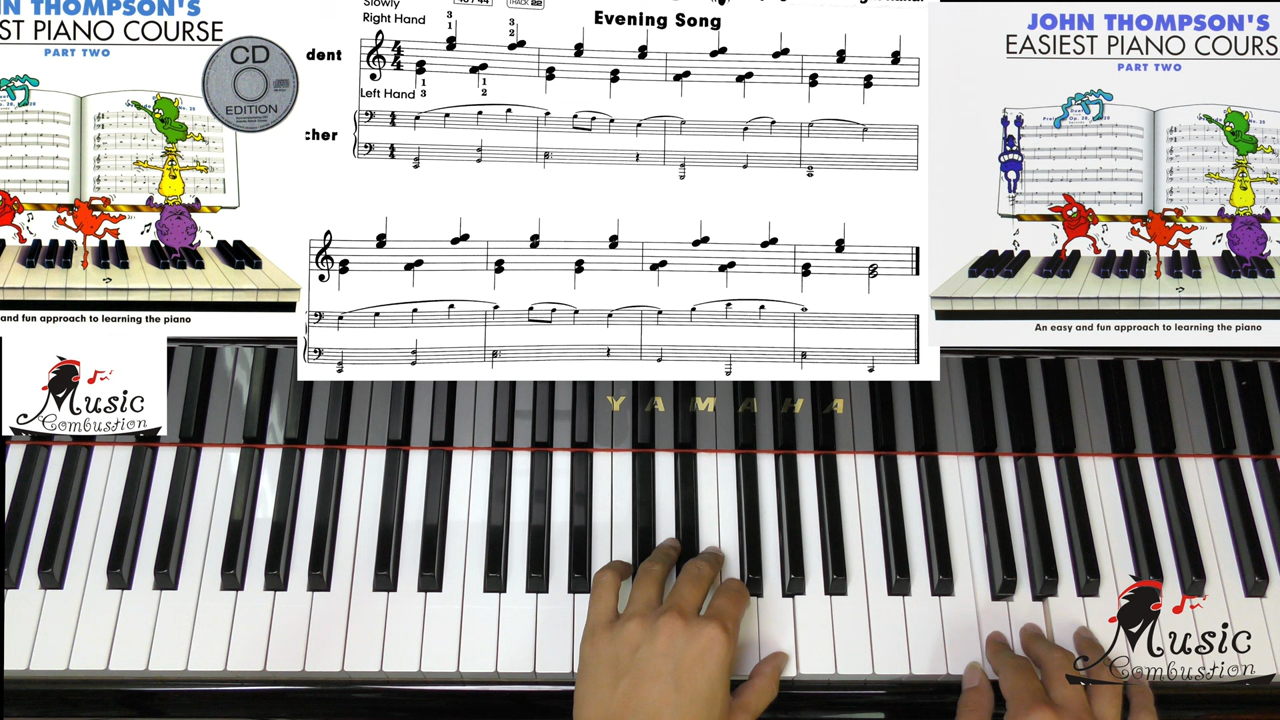 HN THOMPSON'S
ST PIANO COURSE
PART TWO
CD
EDITION
Slowly
Right Hand
TRACK 22
Evening Song
dent
Left Hand
cher
JOHN THOMPSON'S
EASIEST PIANO COURS
PART TWO
and fun approach to learning the piano
An easy and fun approach to learning the piano
Music
Combustion
YAMAHA
Music
Combustion